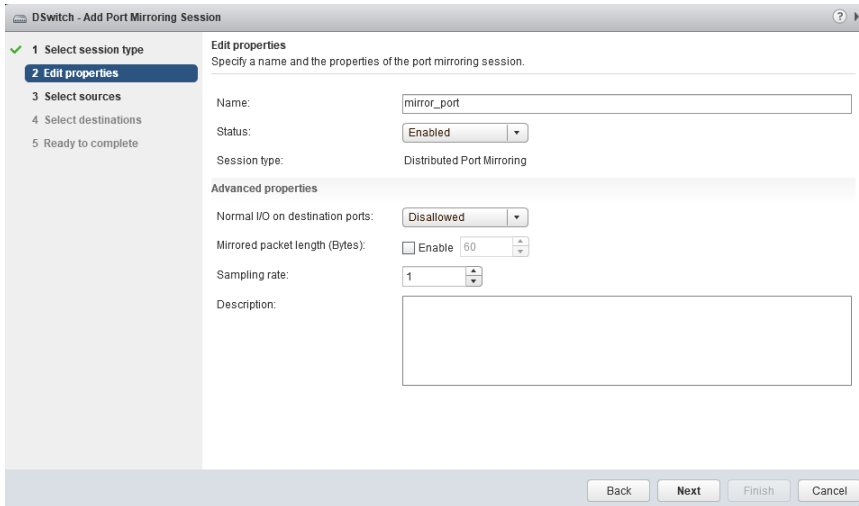 DSwitch - Add Port Mirroring Session
?
1 Select session type
2 Edit properties
3 Select sources
4 Select destinations
5 Ready to complete
Edit properties
Specify a name and the properties of the port mirroring session.
Name: mirror_port
Status: Enabled
Session type: Distributed Port Mirroring
Advanced properties
Normal I/O on destination ports: Disallowed
Mirrored packet length (Bytes): Enable 60
Sampling rate: 1
Description:
Back Next Finish Cancel